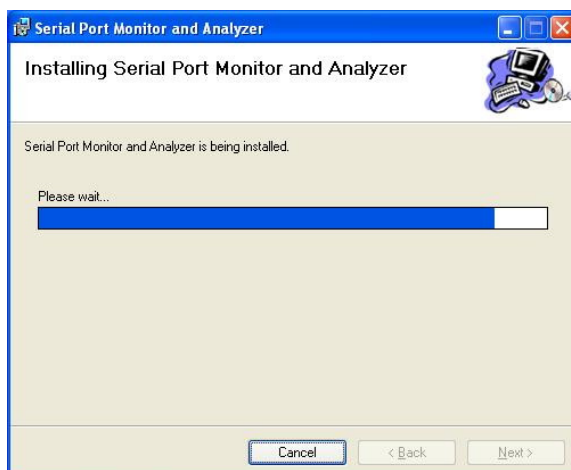 Serial Port Monitor and Analyzer
Installing Serial Port Monitor and Analyzer
Serial Port Monitor and Analyzer is being installed.
Please wait...
Cancel
< Back
Next >